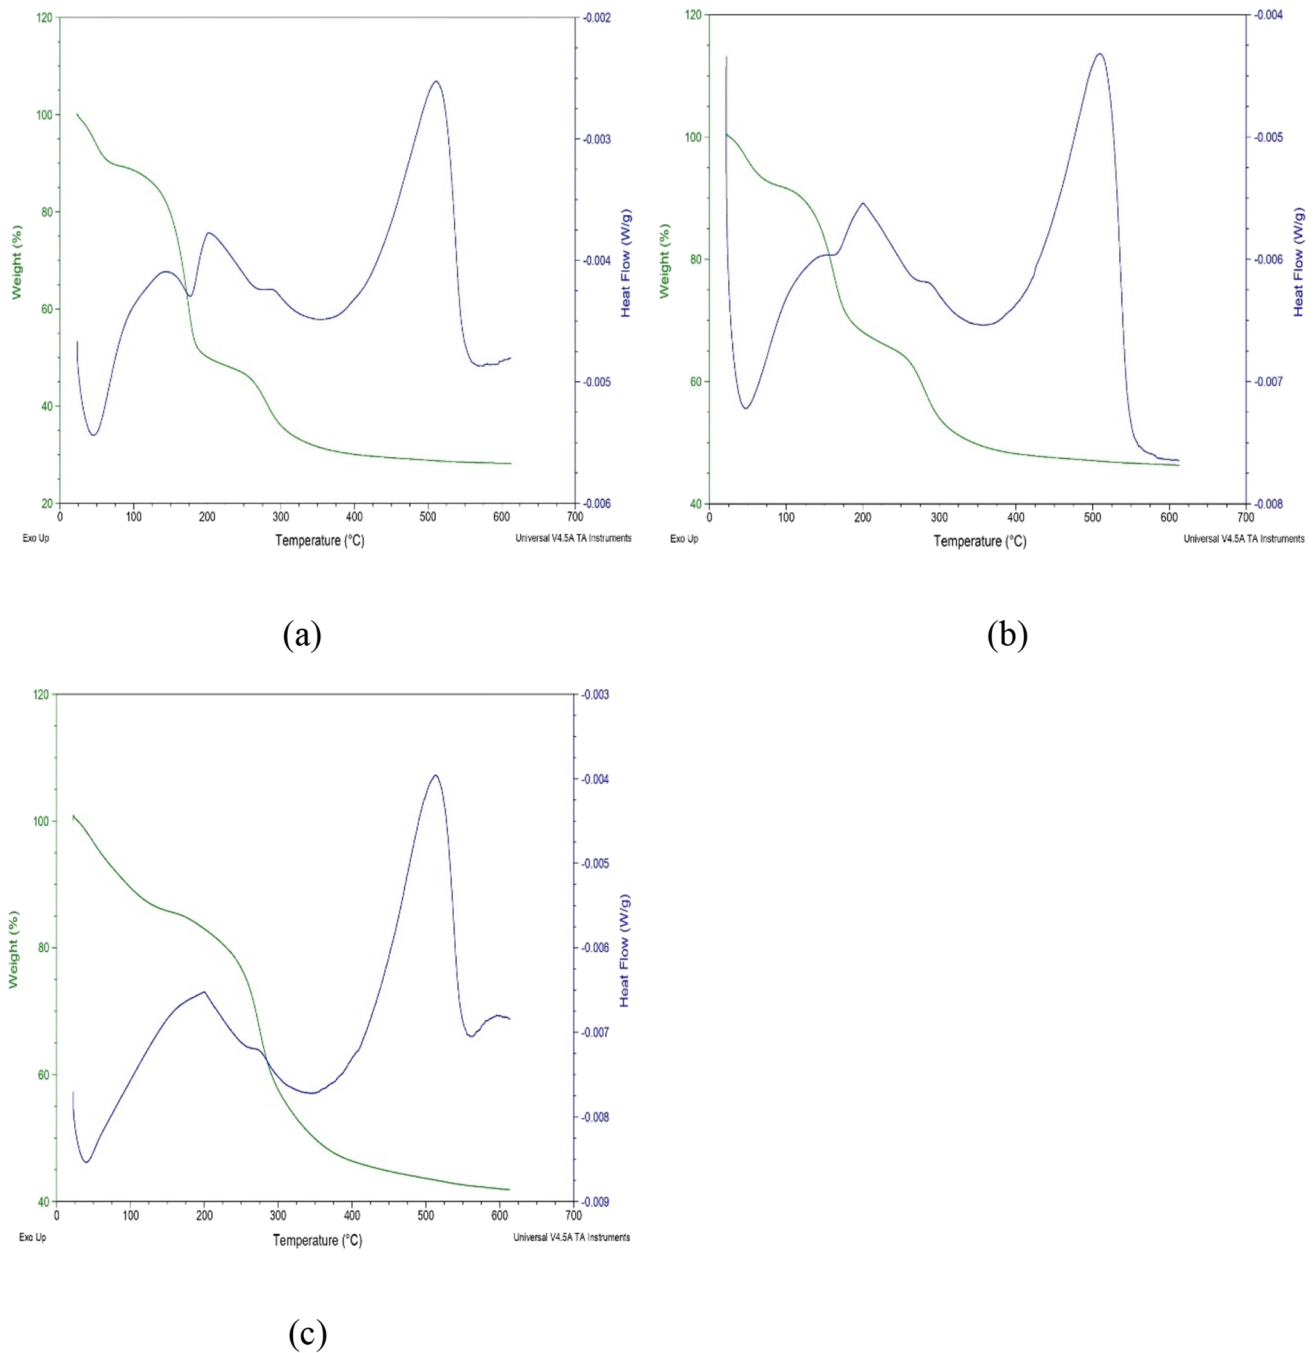 120
100
80
60
40
20
Weight (%)
-0.002
-0.003
-0.004
-0.005
-0.006
Heat Flow (W/g)
0 100 200 300 400 500 600 700
Exo Up Temperature (°C) Universal V4.5A TA Instruments
(a)
120
100
80
60
40
Weight (%)
-0.004
-0.005
-0.006
-0.007
-0.008
Heat Flow (W/g)
0 100 200 300 400 500 600 700
Exo Up Temperature (°C) Universal V4.5A TA Instruments
(b)
120
100
80
60
40
Weight (%)
-0.003
-0.004
-0.005
-0.006
-0.007
-0.008
-0.009
Heat Flow (W/g)
0 100 200 300 400 500 600 700
Exo Up Temperature (°C) Universal V4.5A TA Instruments
(c)